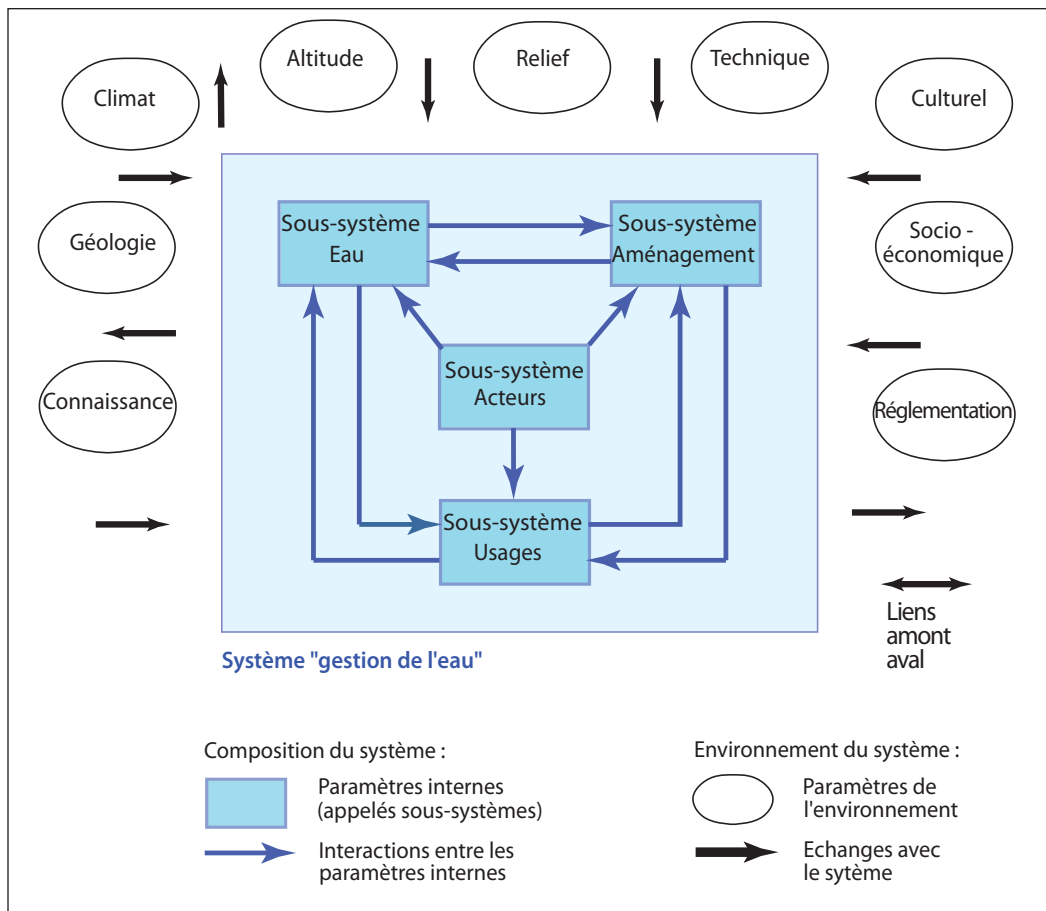 Altitude
Relief
Technique
Climat
Culturel
Géologie
Socio -
économique
Connaissance
Réglementation
Sous-système
Eau
Sous-système
Aménagement
Sous-système
Acteurs
Sous-système
Usages
Liens
amont
aval
Système "gestion de l'eau"
Composition du système :
Paramètres internes
(appelés sous-systèmes)
Interactions entre les
paramètres internes
Environnement du système :
Paramètres de
l'environnement
Echanges avec
le sytème